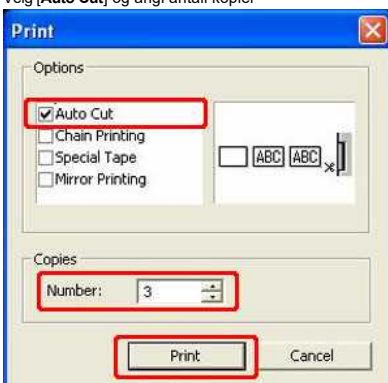 Velg [Auto Cut] og angi antall kopier
Print
Options
Auto Cut
Chain Printing
Special Tape
Mirror Printing
ABC ABC
Copies
Number: 3
Print Cancel